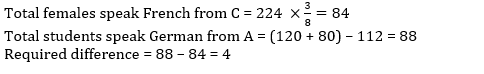 Total females speak French from C = 224 × 3/8 = 84
Total students speak German from A = (120 + 80) – 112 = 88
Required difference = 88 – 84 = 4